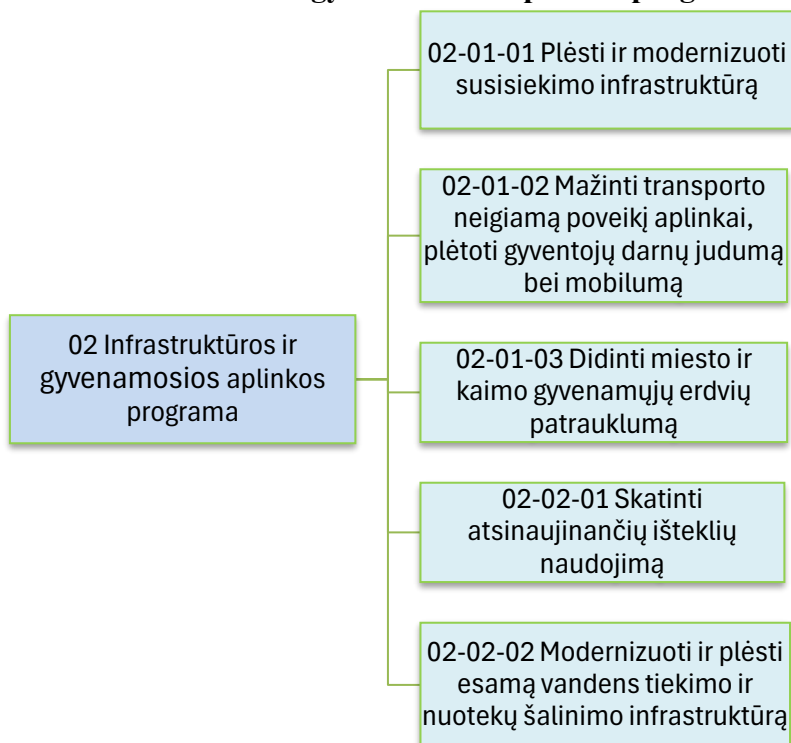 02-01-01 Plėsti ir modernizuoti
susisiekimo infrastruktūrą
02-01-02 Mažinti transporto
neigiamą poveikį aplinkai,
plėtoti gyventojų darnų judumą
bei mobilumą
02 Infrastruktūros ir
gyvenamosios aplinkos
programa
02-01-03 Didinti miesto ir
kaimo gyvenamųjų erdvių
patrauklumą
02-02-01 Skatinti
atsinaujinančių išteklių
naudojimą
02-02-02 Modernizuoti ir plėsti
esamą vandens tiekimo ir
nuotekų šalinimo infrastruktūrą